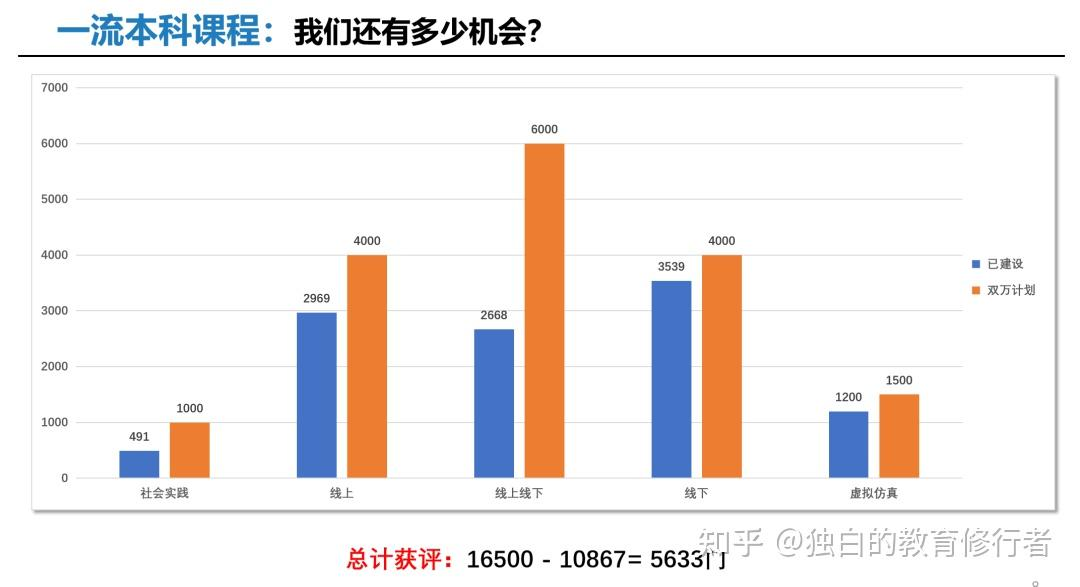 一流本科课程：我们还有多少机会？
7000
6000
5000
4000
3000
2000
1000
0
491
1000
2969
4000
2668
6000
3539
4000
1200
1500
社会实践
线上
线上线下
线下
虚拟仿真
已建设
双万计划
总计获评：16500 - 10867= 5633门
知乎 @独白的教育修行者
。